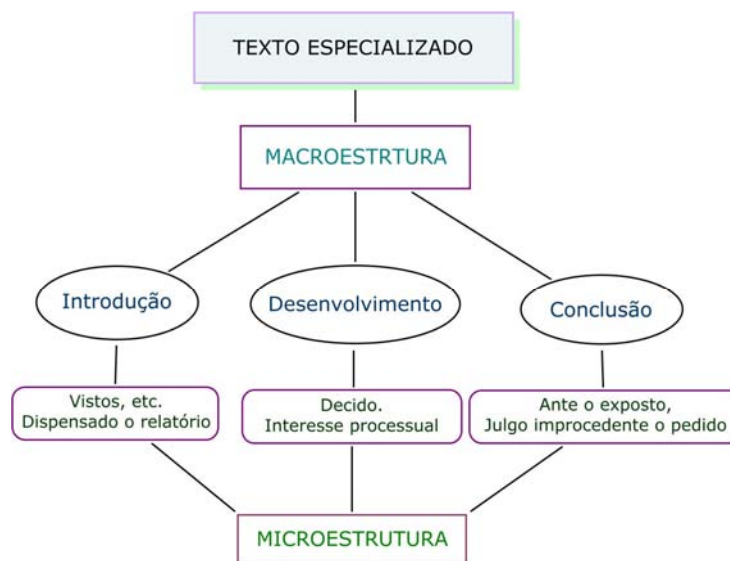 TEXTO ESPECIALIZADO
MACROESTRTURA
Introdução
Desenvolvimento
Conclusão
Vistos, etc.
Dispensado o relatório
Decido.
Interesse processual
Ante o exposto,
Julgo improcedente o pedido
MICROESTRUTURA